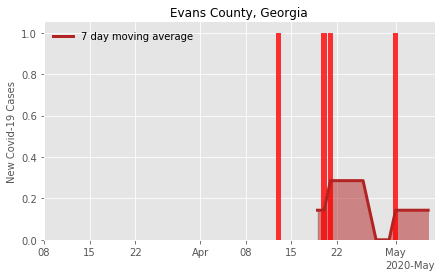 Evans County, Georgia
7 day moving average
New Covid-19 Cases
1.0
0.8
0.6
0.4
0.2
0.0
08 15 22 Apr 08 15 22 May
2020-May